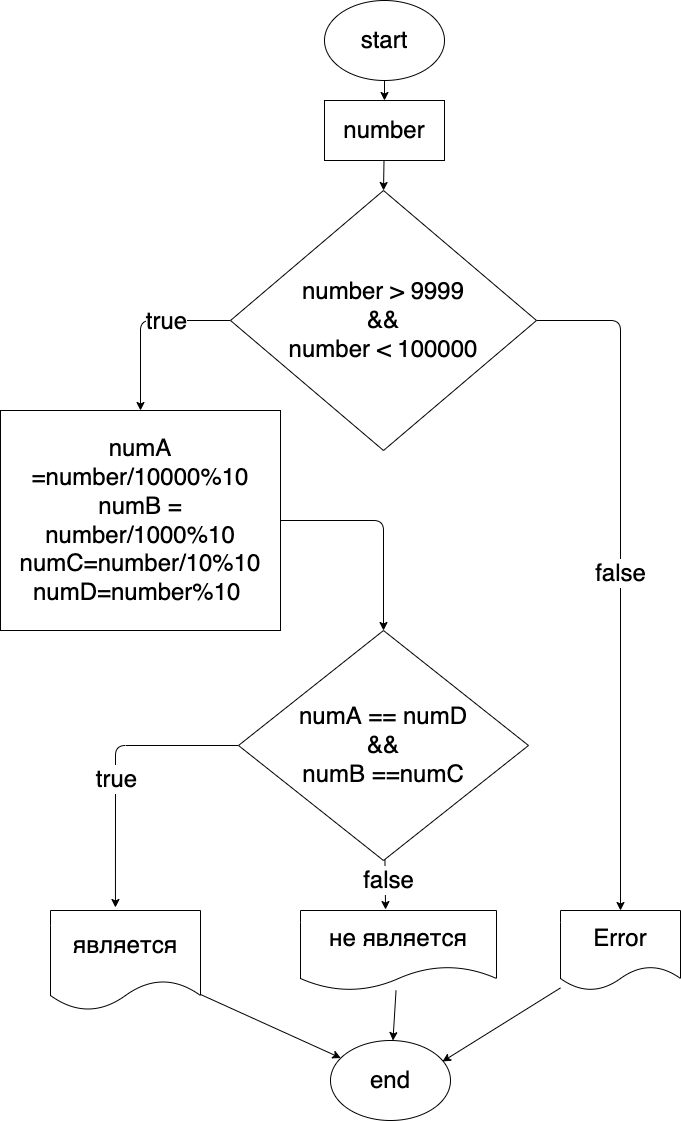 start
number
number > 9999
&&
number < 100000
true
numA
=number/10000%10
numB =
number/1000%10
numC=number/10%10
numD=number%10
false
numA == numD
&&
numB ==numC
true
false
является
не является
Error
end